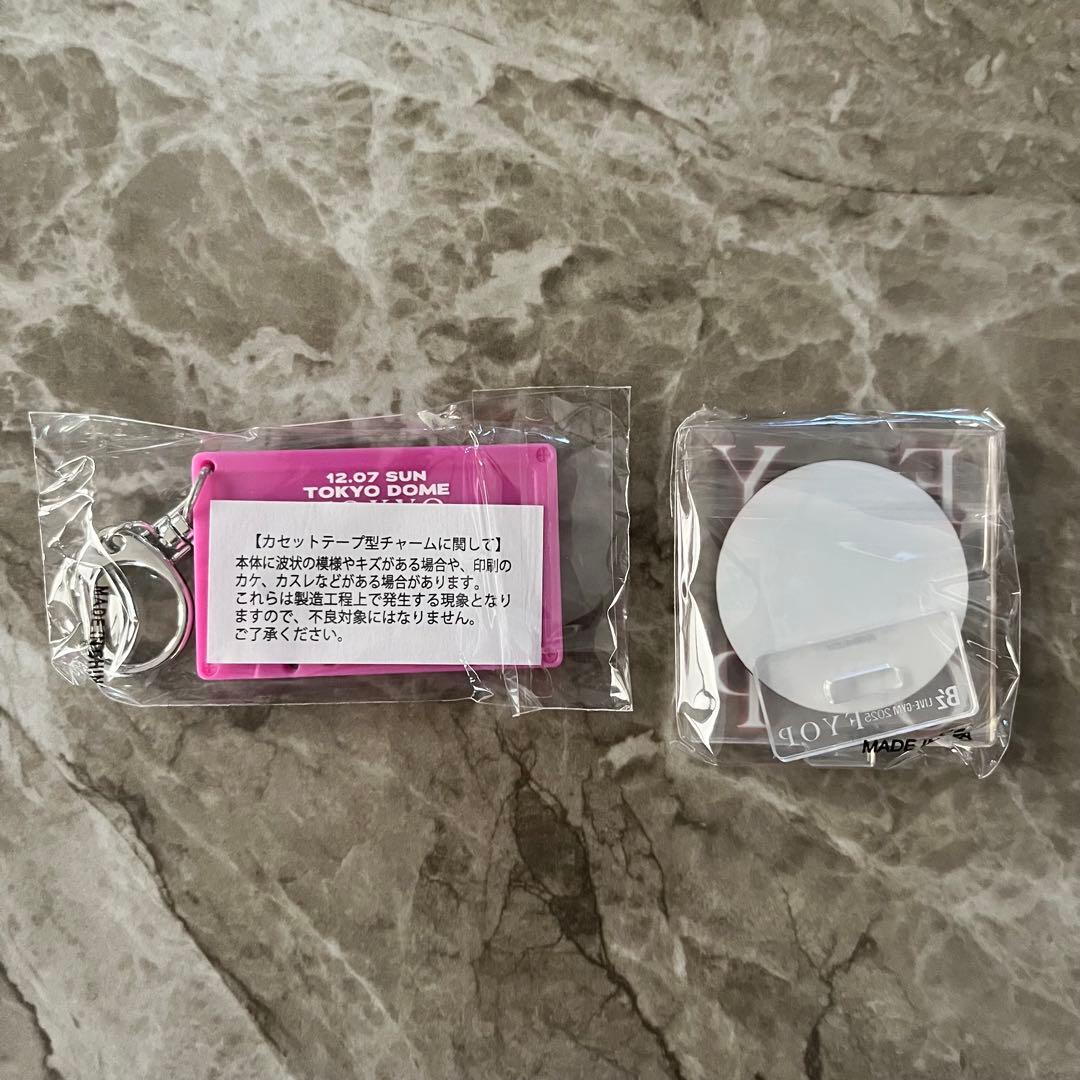 12.07 SUN
TOKYO DOME
【カセットテープ型チャームに関して】
本体に波状の模様やキズがある場合や、印刷の
カケ、カスレなどがある場合があります。
これらは製造工程上で発生する現象となり
ますので、不良対象にはなりません。
ご了承ください。
MADE IN CHINA
E Y
O P
B'z LIVE-GYM 2025 FYOP
MADE IN